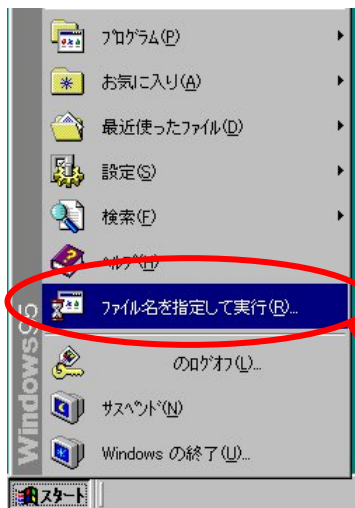 プログラム(P)
お気に入り(A)
最近使ったファイル(D)
設定(S)
検索(F)
ヘルプ(H)
ファイル名を指定して実行(R)...
のログオフ(L)...
サスペンド(N)
Windows の終了(U)...
Windows98
スタート